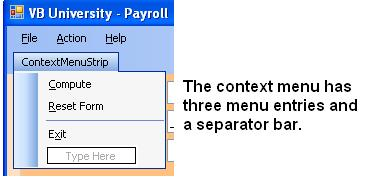 VB University - Payroll
File Action Help
ContextMenuStrip
Compute
Reset Form
Exit
Type Here
The context menu has
three menu entries and
a separator bar.